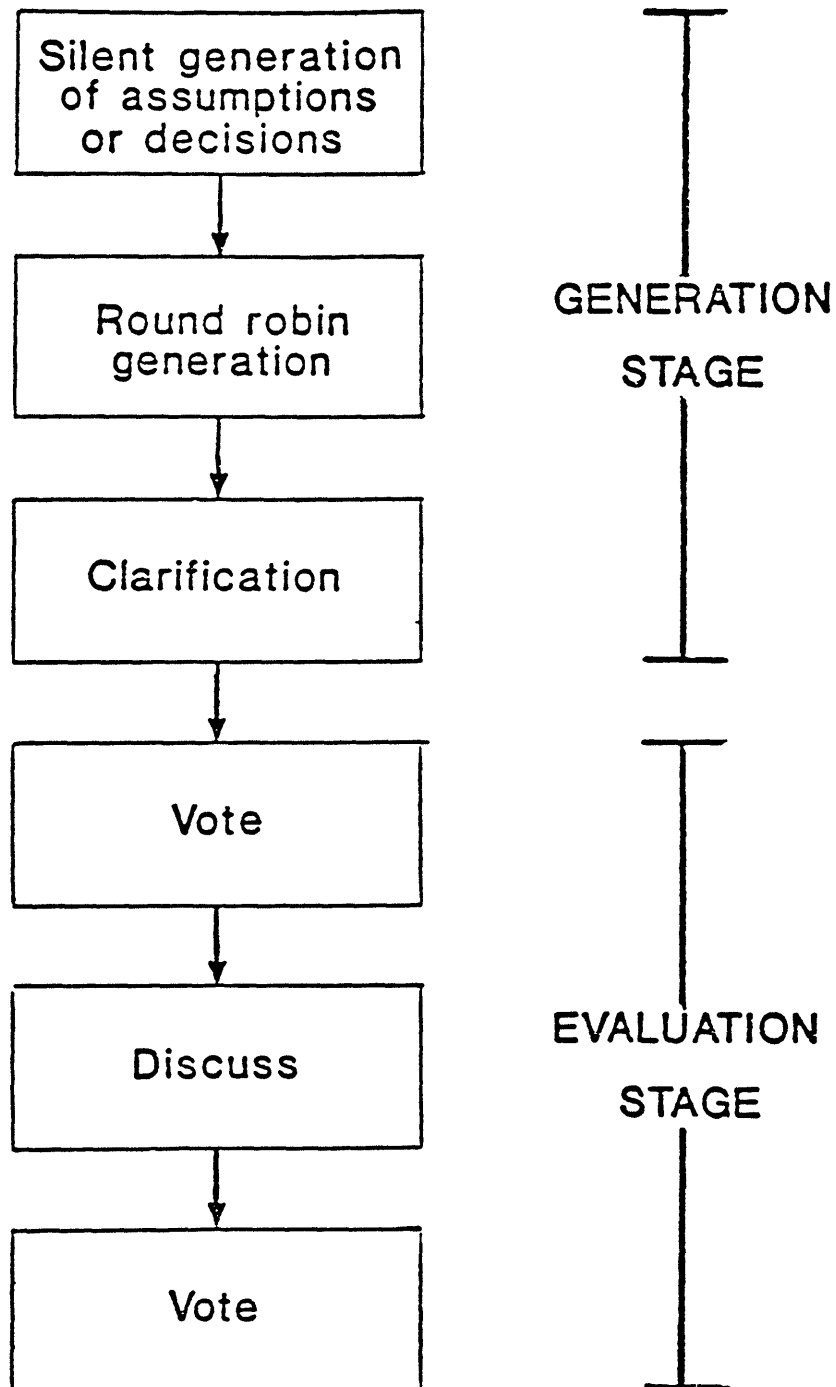 Silent generation
of assumptions
or decisions
Round robin
generation
Clarification
Vote
Discuss
Vote
GENERATION
STAGE
EVALUATION
STAGE